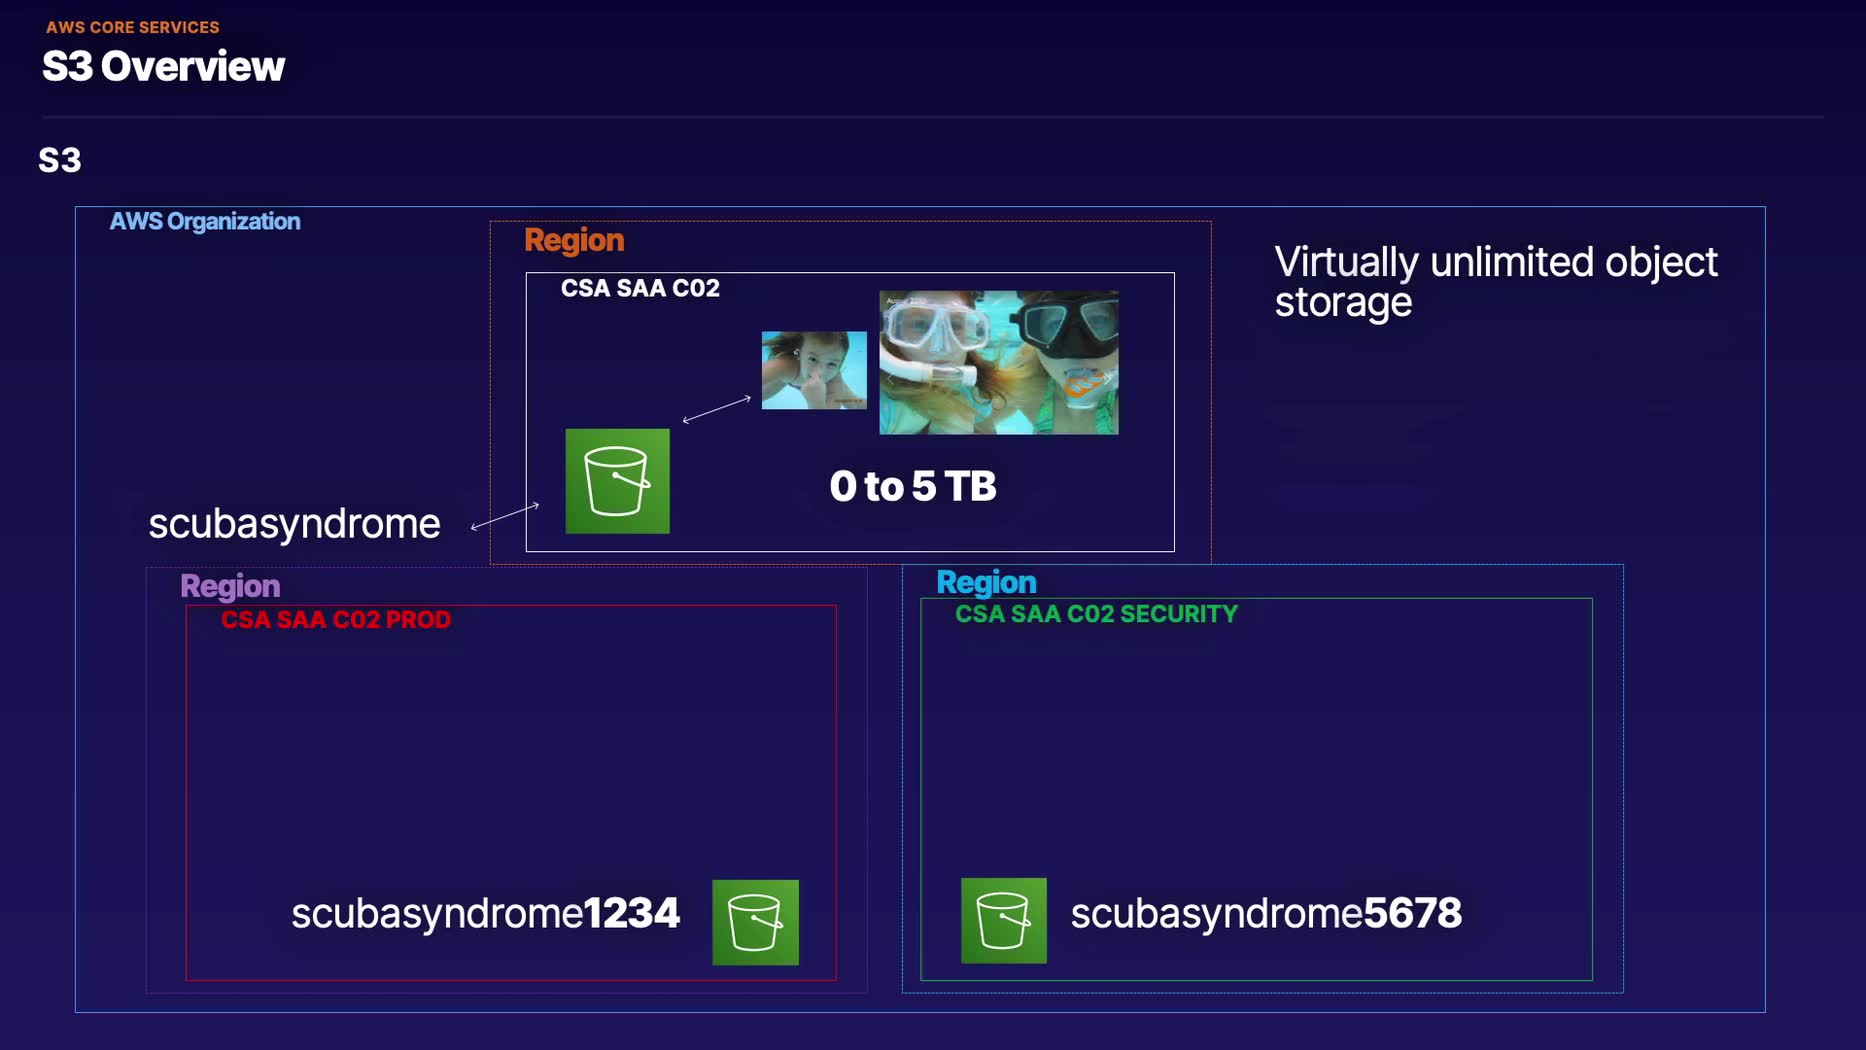 AWS CORE SERVICES
S3 Overview
S3
AWS Organization
Region
CSA SAA C02
Virtually unlimited object
storage
0 to 5 TB
scubasyndrome
Region
CSA SAA C02 PROD
scubasyndrome1234
Region
CSA SAA C02 SECURITY
scubasyndrome5678